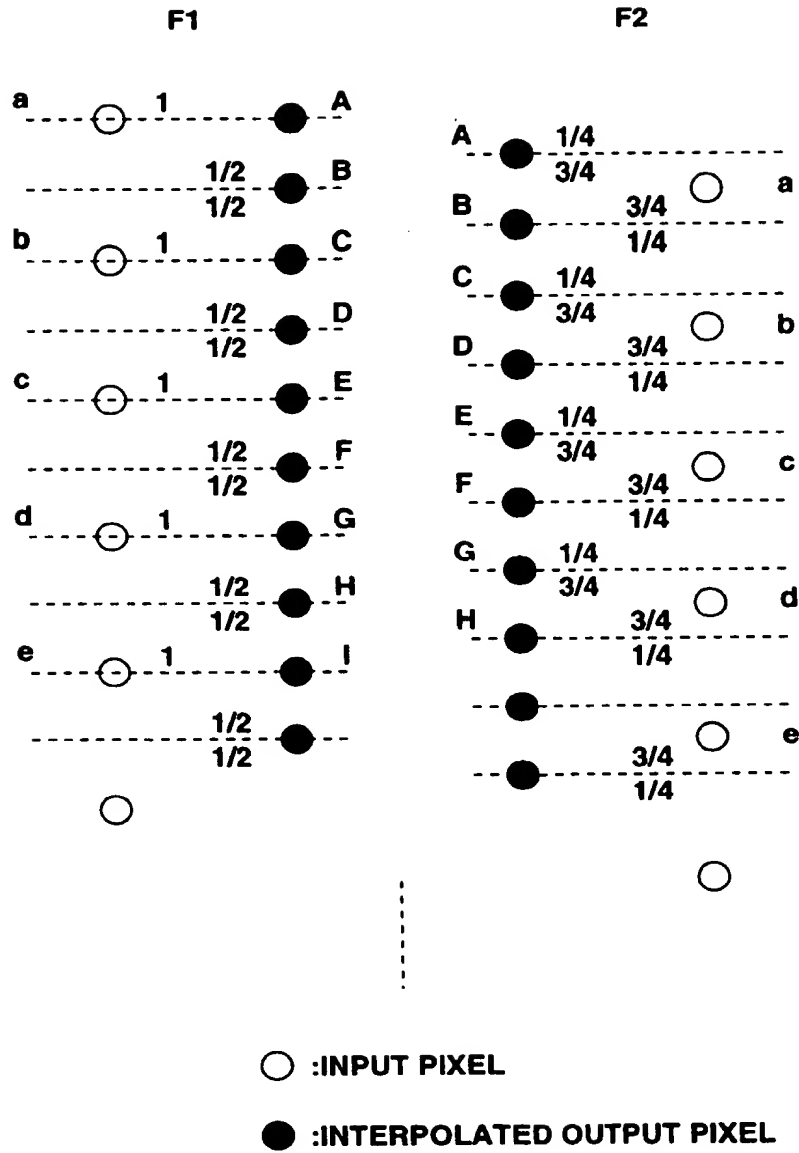 F1 F2
a 1 A
A 1/4
3/4 a
1/2 B
1/2
B 3/4
1/4
b 1 C
C 1/4
3/4 b
1/2 D
1/2
D 3/4
1/4
c 1 E
E 1/4
3/4 c
1/2 F
1/2
F 3/4
1/4
d 1 G
G 1/4
3/4 d
1/2 H
1/2
H 3/4
1/4
e 1 I
1/2
1/2
e
3/4
1/4
:INPUT PIXEL
:INTERPOLATED OUTPUT PIXEL